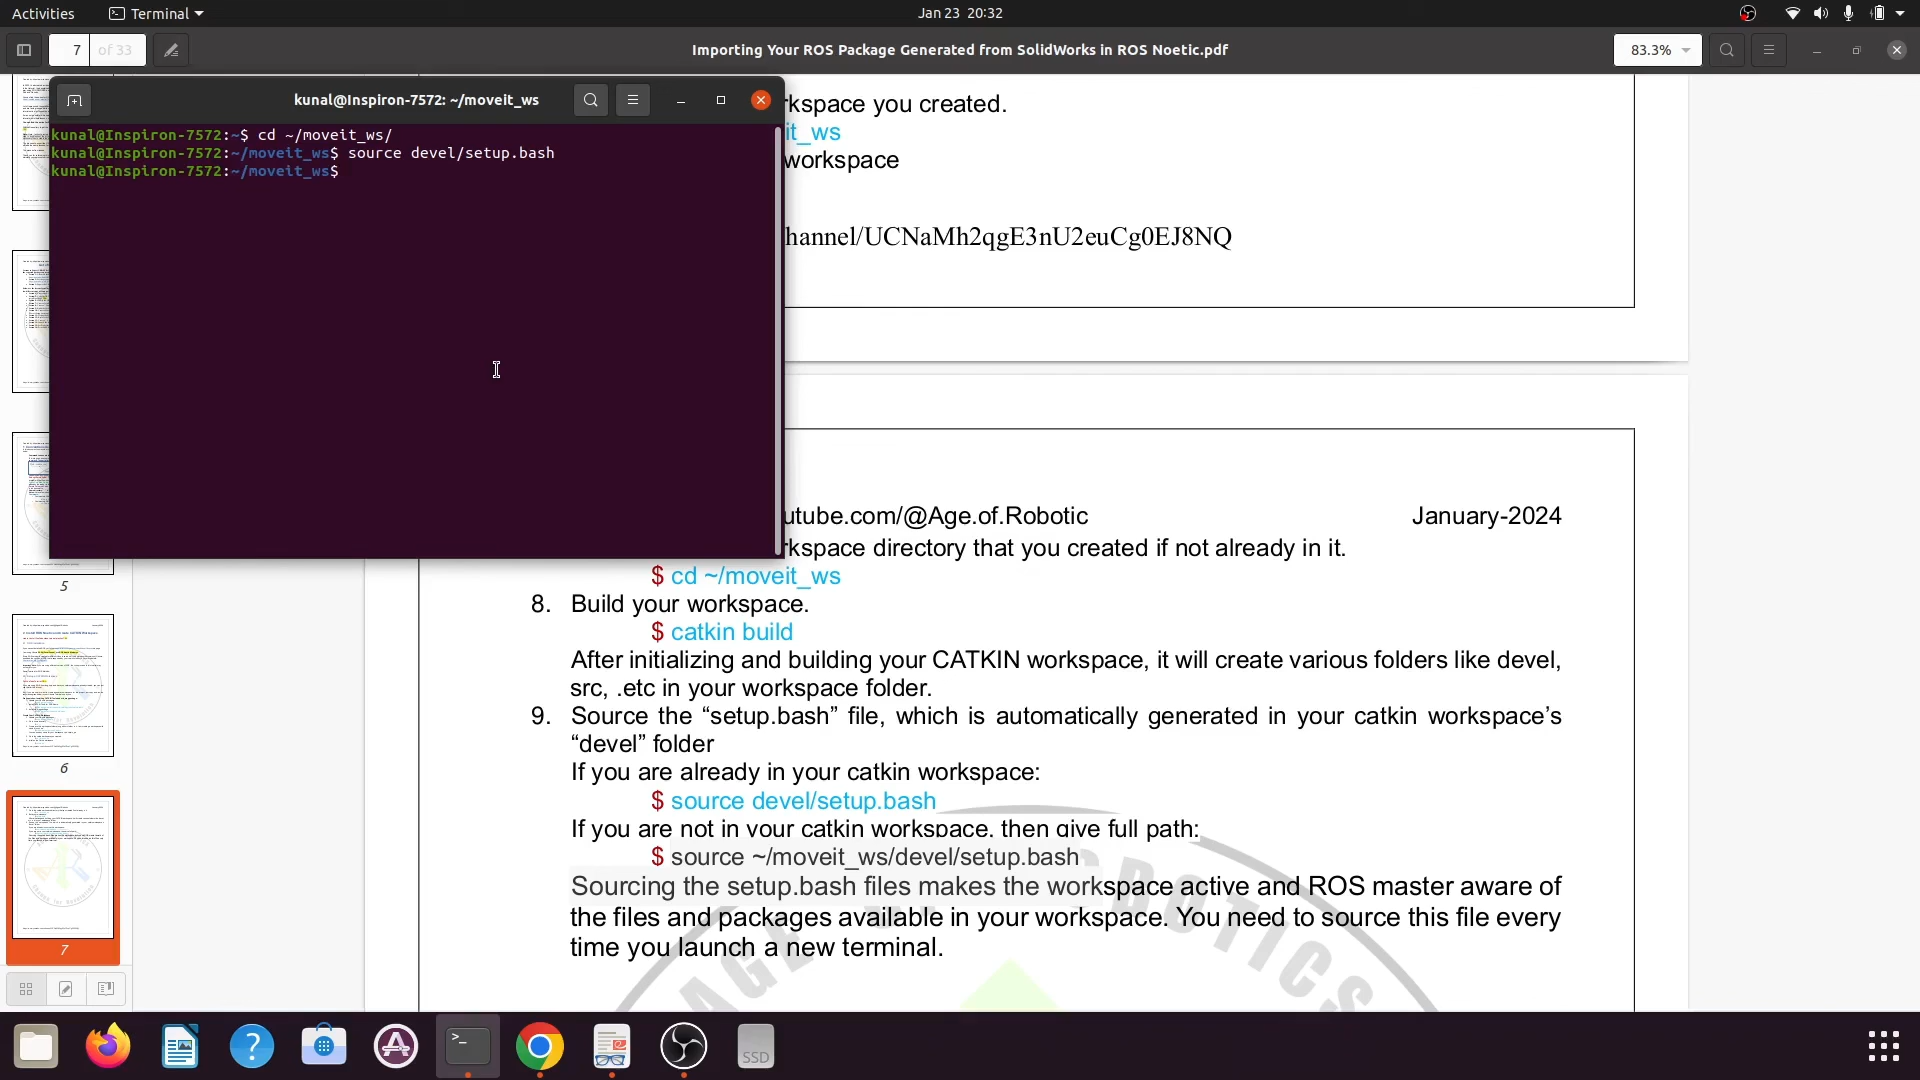 Activities Terminal Jan 23 20:32
7 of 33 Importing Your ROS Package Generated from SolidWorks in ROS Noetic.pdf 83.3%
kunal@Inspiron-7572: ~/moveit_ws
kunal@Inspiron-7572:~$ cd ~/moveit_ws/
kunal@Inspiron-7572:~/moveit_ws$ source devel/setup.bash
kunal@Inspiron-7572:~/moveit_ws$
rkspace you created.
it_ws
workspace
hannel/UCNaMh2qgE3nU2euCg0EJ8NQ
utube.com/@Age.of.Robotic January-2024
rkspace directory that you created if not already in it.
$ cd ~/moveit_ws
8. Build your workspace.
$ catkin build
After initializing and building your CATKIN workspace, it will create various folders like devel,
src, .etc in your workspace folder.
9. Source the “setup.bash” file, which is automatically generated in your catkin workspace’s
“devel” folder
If you are already in your catkin workspace:
$ source devel/setup.bash
If you are not in your catkin workspace, then give full path:
$ source ~/moveit_ws/devel/setup.bash
Sourcing the setup.bash files makes the workspace active and ROS master aware of
the files and packages available in your workspace. You need to source this file every
time you launch a new terminal.
AGE OF ROBOTICS
5
6
7
SSD